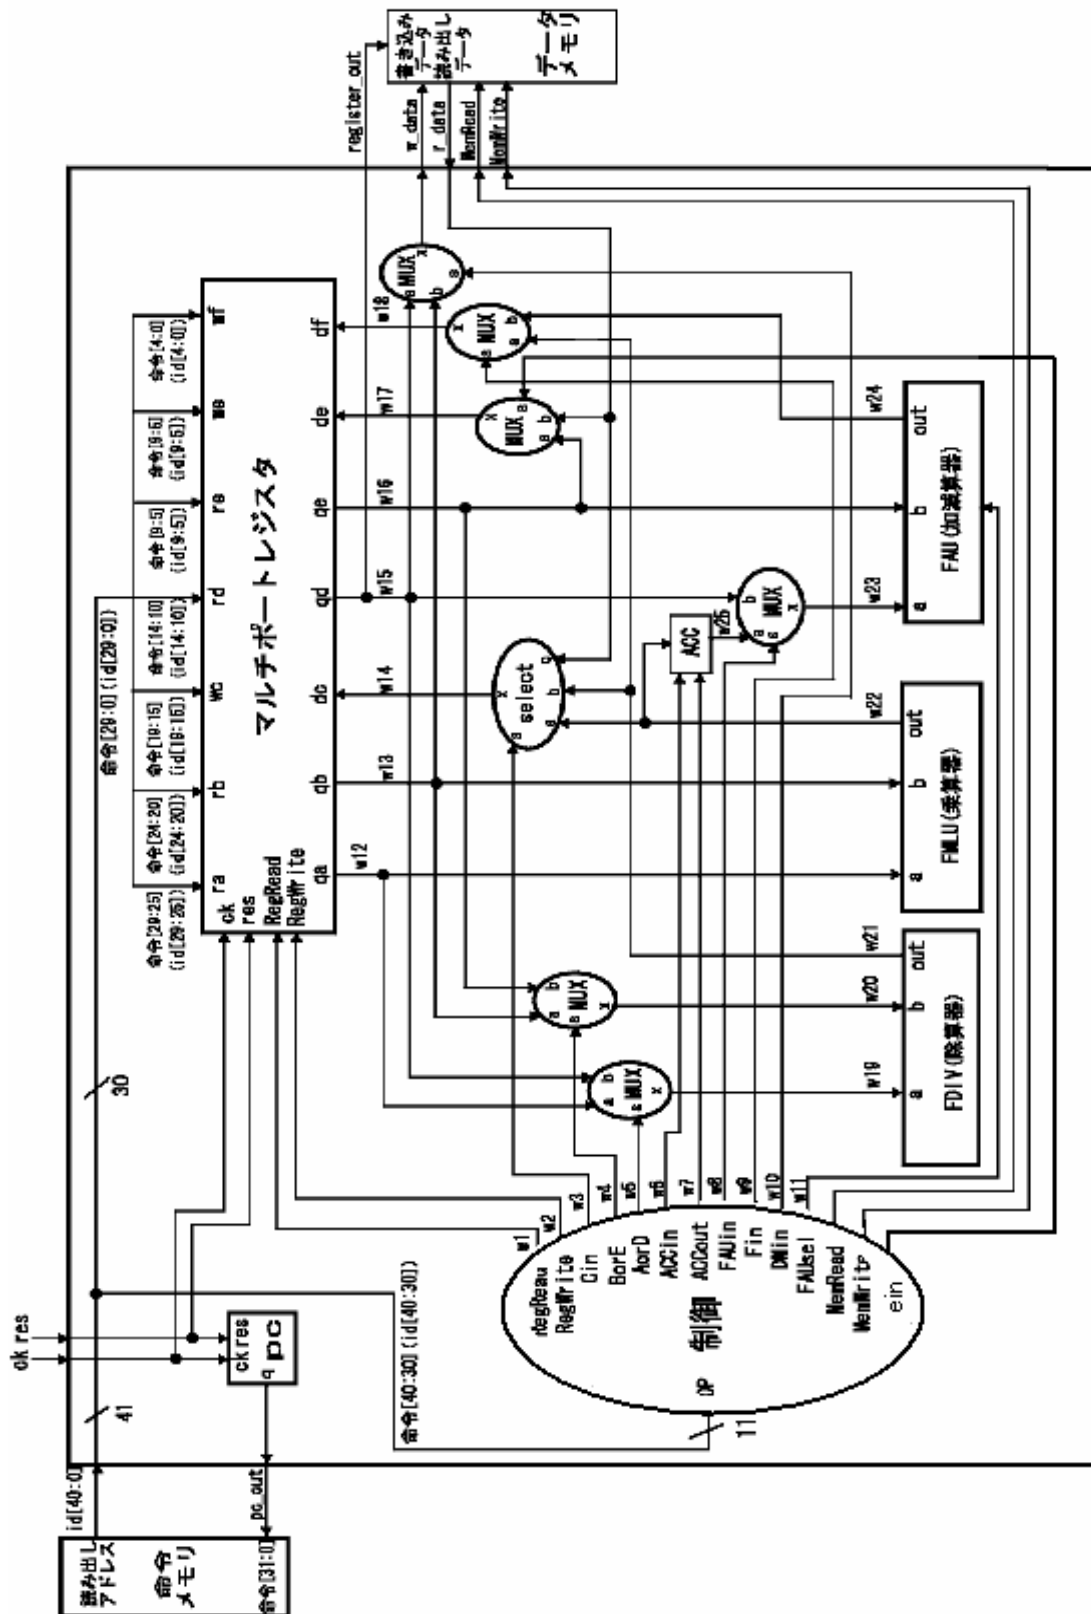 読み出し
アドレス
命令
メモリ
命令[31:0]
id[40:0]
pc_out
ck res
41
30
ck res
pc
q
命令[29:0](id[29:0])
命令[40:30](id[40:30])
11
OP
制御
RegWrite
Cin
BorE
AorD
ACCin
ACCout
FAUin
Fin
DMin
FAUsel
MemRead
MemWrite
ein
w1
w2
w3
w4
w5
w6
w7
w8
w9
w10
w11
命令[29:25]
(id[29:25])
命令[24:20]
(id[24:20])
命令[19:15]
(id[19:15])
命令[14:10]
(id[14:10])
命令[9:5]
(id[9:5])
命令[9:5]
(id[9:5])
命令[4:0]
(id[4:0])
ra
rb
wc
rd
re
we
wf
ck
res
RegRead
RegWrite
マルチポートレジスタ
qa
qb
dc
qd
qe
de
df
w12
w13
w14
w15
w16
w17
w18
s
select
x
a
b
c
a
MUX
x
b
s
a
MUX
x
b
s
a
MUX
x
b
s
a
MUX
x
b
s
a
MUX
x
b
s
a
MUX
x
b
s
ACC
w25
w19
w20
w21
w22
w23
w24
a
b
out
FDIV(除算器)
a
b
out
FMLU(乗算器)
a
b
out
FAU(加減算器)
register_out
w_data
r_data
MemRead
MemWrite
書き込み
データ
読み出し
データ
データ
メモリ